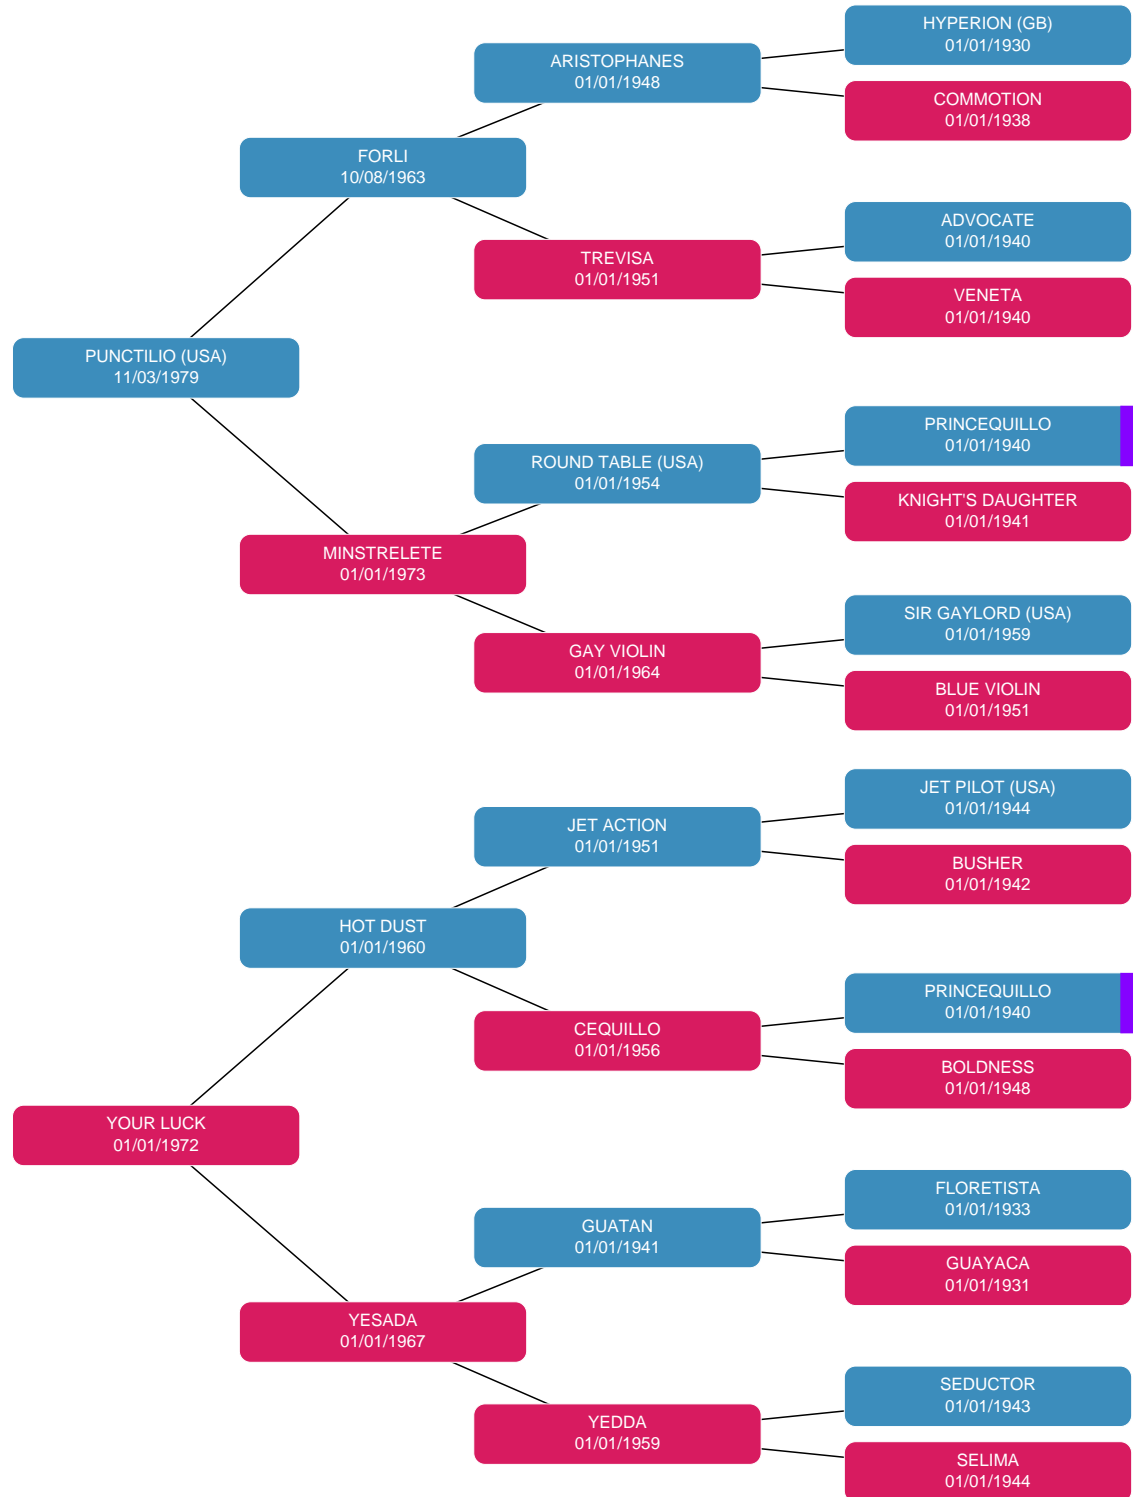 HYPERION (GB)
01/01/1930
ARISTOPHANES
01/01/1948
COMMOTION
01/01/1938
FORLI
10/08/1963
ADVOCATE
01/01/1940
TREVISA
01/01/1951
VENETA
01/01/1940
PUNCTILIO (USA)
11/03/1979
PRINCEQUILLO
01/01/1940
ROUND TABLE (USA)
01/01/1954
KNIGHT'S DAUGHTER
01/01/1941
MINSTRELETE
01/01/1973
SIR GAYLORD (USA)
01/01/1959
GAY VIOLIN
01/01/1964
BLUE VIOLIN
01/01/1951
JET PILOT (USA)
01/01/1944
JET ACTION
01/01/1951
BUSHER
01/01/1942
HOT DUST
01/01/1960
PRINCEQUILLO
01/01/1940
CEQUILLO
01/01/1956
BOLDNESS
01/01/1948
YOUR LUCK
01/01/1972
FLORETISTA
01/01/1933
GUATAN
01/01/1941
GUAYACA
01/01/1931
YESADA
01/01/1967
SEDUCTOR
01/01/1943
YEDDA
01/01/1959
SELIMA
01/01/1944